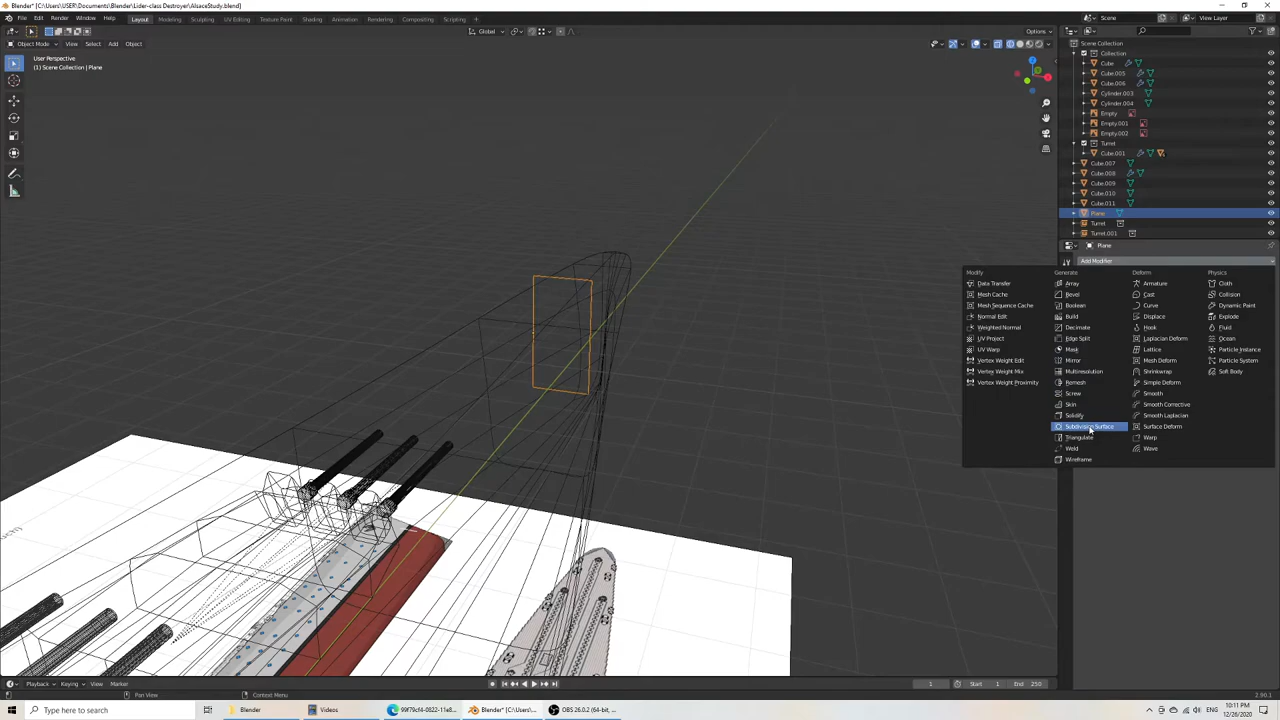 Blender* [C:\Users\USER\Documents\Blender\Lider-class Destroyer\AlsaceStudy.blend]
File Edit Render Window Help Layout Modeling Sculpting UV Editing Texture Paint Shading Animation Rendering Compositing Scripting Scene View Layer
Global Options
Object Mode View Select Add Object
User Perspective
(1) Scene Collection | Plane
Scene Collection
Collection
Cube
Cube.005
Cube.006
Cylinder.003
Cylinder.004
Empty
Empty.001
Empty.002
Turret
Cube.001
Cube.007
Cube.008
Cube.009
Cube.010
Cube.011
Plane
Turret
Turret.001
Plane
Add Modifier
Modify Generate Deform Physics
Data Transfer Array Armature Cloth
Mesh Cache Bevel Cast Collision
Mesh Sequence Cache Boolean Curve Dynamic Paint
Normal Edit Build Displace Explode
Weighted Normal Decimate Hook Fluid
UV Project Edge Split Laplacian Deform Ocean
UV Warp Mask Lattice Particle Instance
Vertex Weight Edit Mirror Mesh Deform Particle System
Vertex Weight Mix Multiresolution Shrinkwrap Soft Body
Vertex Weight Proximity Remesh Simple Deform
Screw Smooth
Skin Smooth Corrective
Solidify Smooth Laplacian
Subdivision Surface Surface Deform
Triangulate Warp
Weld Wave
Wireframe
Playback Keying View Marker 1 Start 1 End 250
Pan View Context Menu 2.90.1
Type here to search Blender Videos 99f79cf4-0822-11e8... Blender* [C:\Users\... OBS 26.0.2 (64-bit, ... ENG 10:11 PM
12/28/2020